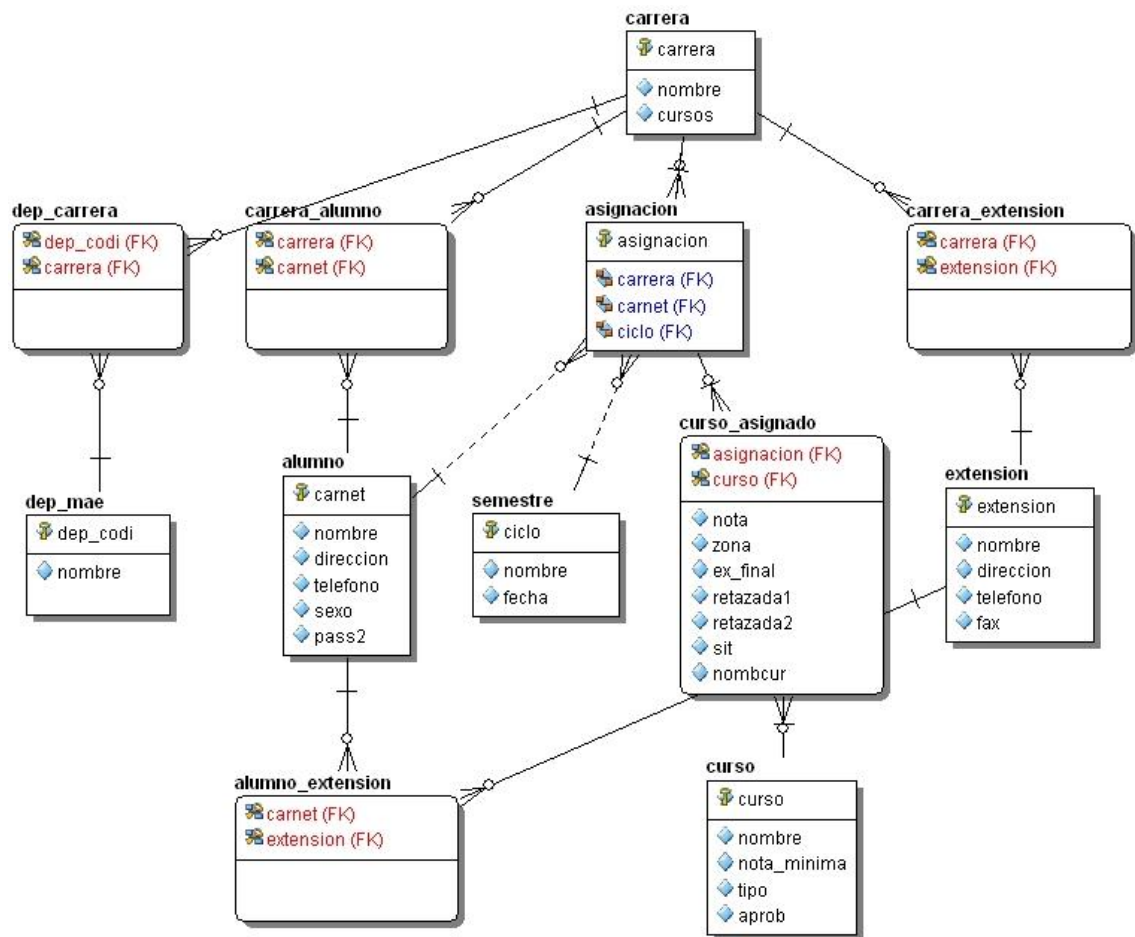 carrera
carrera
nombre
cursos
dep_carrera
dep_codi (FK)
carrera (FK)
carrera_alumno
carrera (FK)
carnet (FK)
asignacion
asignacion
carrera (FK)
carnet (FK)
ciclo (FK)
carrera_extension
carrera (FK)
extension (FK)
dep_mae
dep_codi
nombre
alumno
carnet
nombre
direccion
telefono
sexo
pass2
semestre
ciclo
nombre
fecha
curso_asignado
asignacion (FK)
curso (FK)
nota
zona
ex_final
retazada1
retazada2
sit
nombcur
extension
extension
nombre
direccion
telefono
fax
alumno_extension
carnet (FK)
extension (FK)
curso
curso
nombre
nota_minima
tipo
aprob